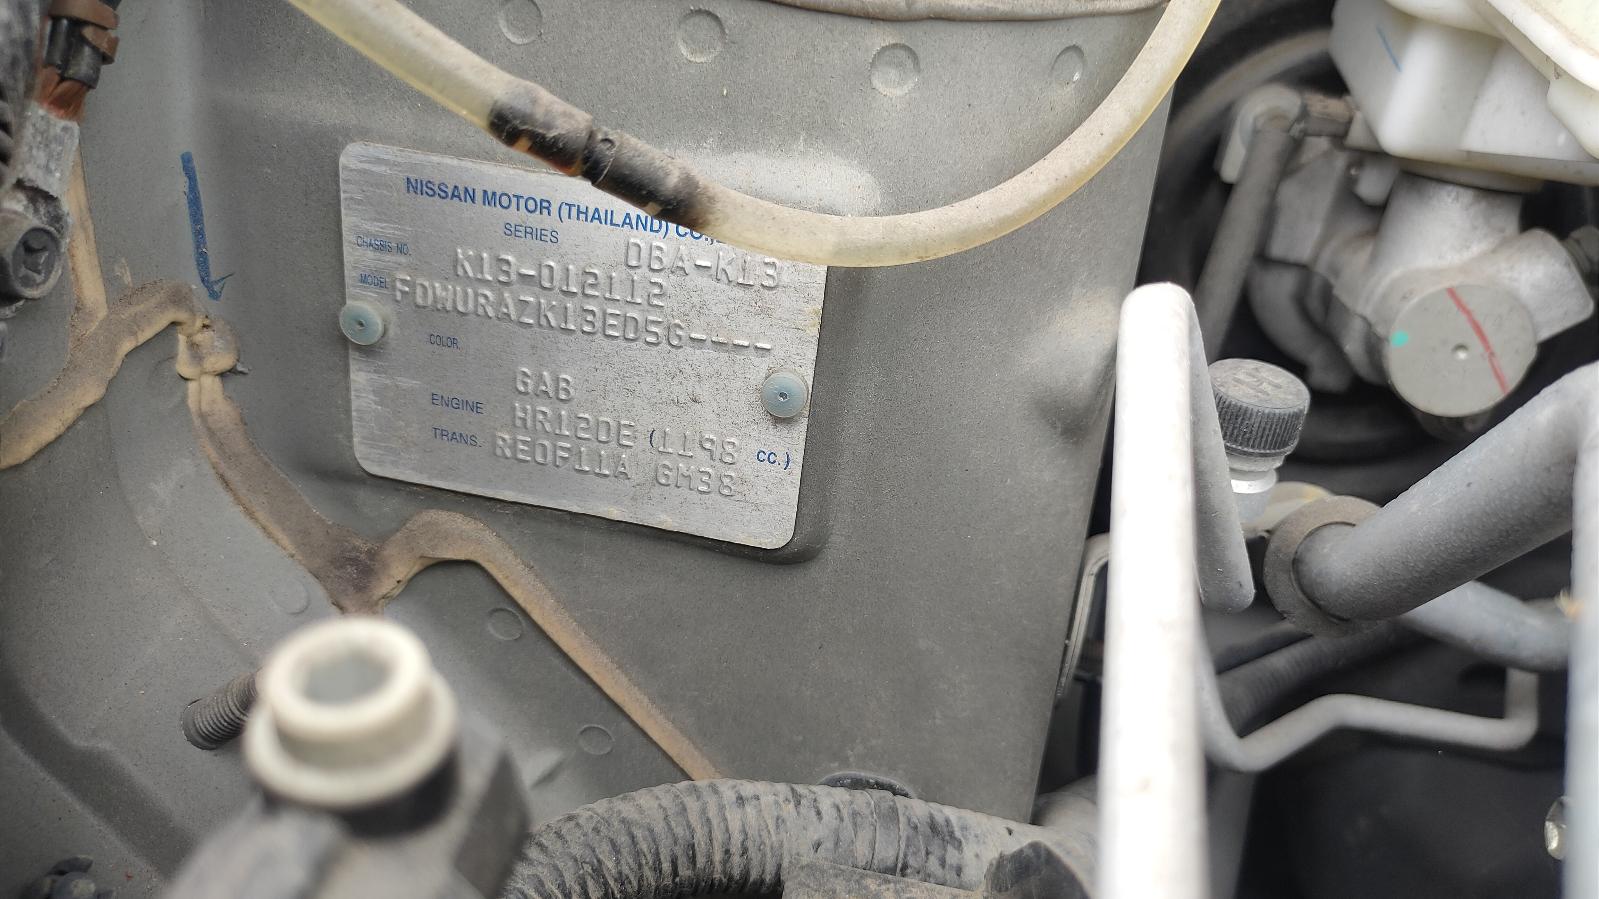 NISSAN MOTOR (THAILAND) CO.,
SERIES DBA-K13
CHASSIS NO. K13-012112
MODEL FDWURAZK13ED5G----
COLOR. GAB
ENGINE HR12DE (1198 CC.)
TRANS. RE0F11A GM38